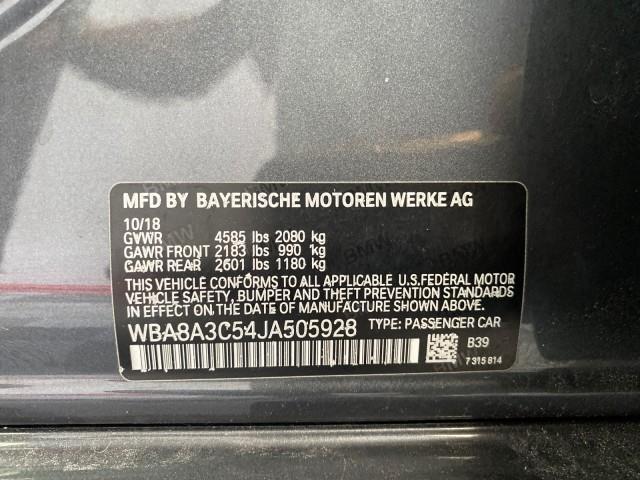 MFD BY BAYERISCHE MOTOREN WERKE AG
10/18
GVWR 4585 lbs 2080 kg
GAWR FRONT 2183 lbs 990 kg
GAWR REAR 2601 lbs 1180 kg
THIS VEHICLE CONFORMS TO ALL APPLICABLE U.S.FEDERAL MOTOR
VEHICLE SAFETY, BUMPER AND THEFT PREVENTION STANDARDS
IN EFFECT ON THE DATE OF MANUFACTURE SHOWN ABOVE.
WBA8A3C54JA505928 TYPE: PASSENGER CAR
B39
7 315 814